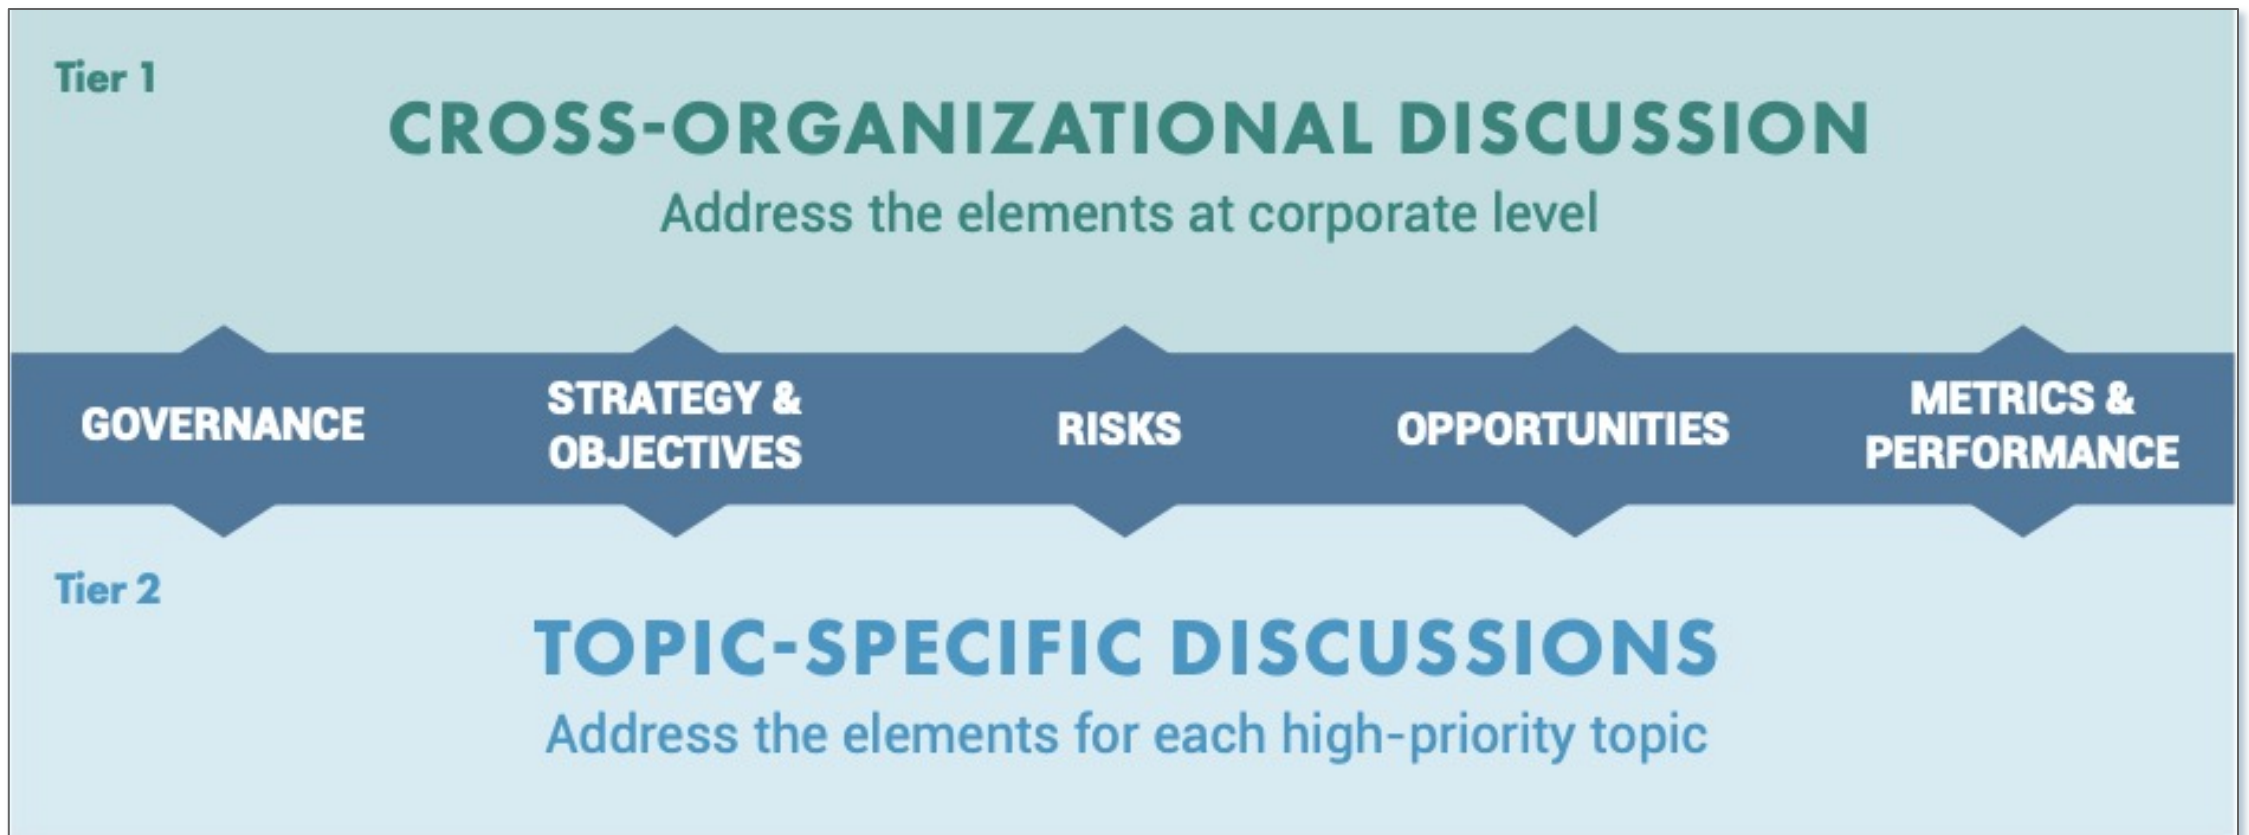 Tier 1
CROSS-ORGANIZATIONAL DISCUSSION
Address the elements at corporate level
GOVERNANCE
STRATEGY &
OBJECTIVES
RISKS
OPPORTUNITIES
METRICS &
PERFORMANCE
Tier 2
TOPIC-SPECIFIC DISCUSSIONS
Address the elements for each high-priority topic